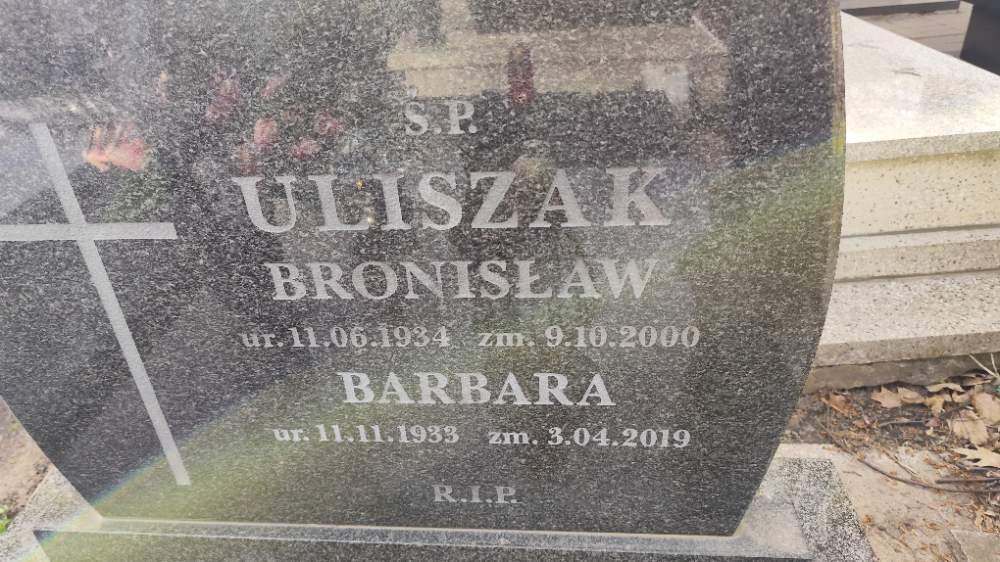 Ś.P.
ULISZAK
BRONISŁAW
ur. 11.06.1934 zm. 9.10.2000
BARBARA
ur. 11.11.1933 zm. 3.04.2019
R.I.P.